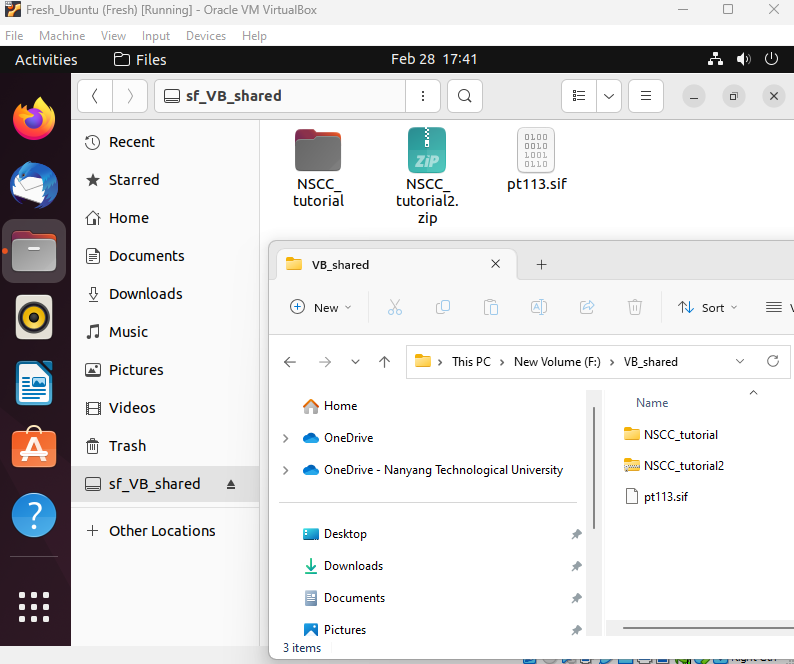 Fresh_Ubuntu (Fresh) [Running] - Oracle VM VirtualBox
File Machine View Input Devices Help
Activities Files Feb 28 17:41
sf_VB_shared
Recent
Starred
Home
Documents
Downloads
Music
Pictures
Videos
Trash
sf_VB_shared
Other Locations
NSCC_
tutorial
ZiP
NSCC_
tutorial2.
zip
0101
0010
1001
0110
pt113.sif
VB_shared
New Sort
This PC > New Volume (F:) > VB_shared
Home
OneDrive
OneDrive - Nanyang Technological University
Desktop
Downloads
Documents
Pictures
3 items
Name
NSCC_tutorial
NSCC_tutorial2
pt113.sif